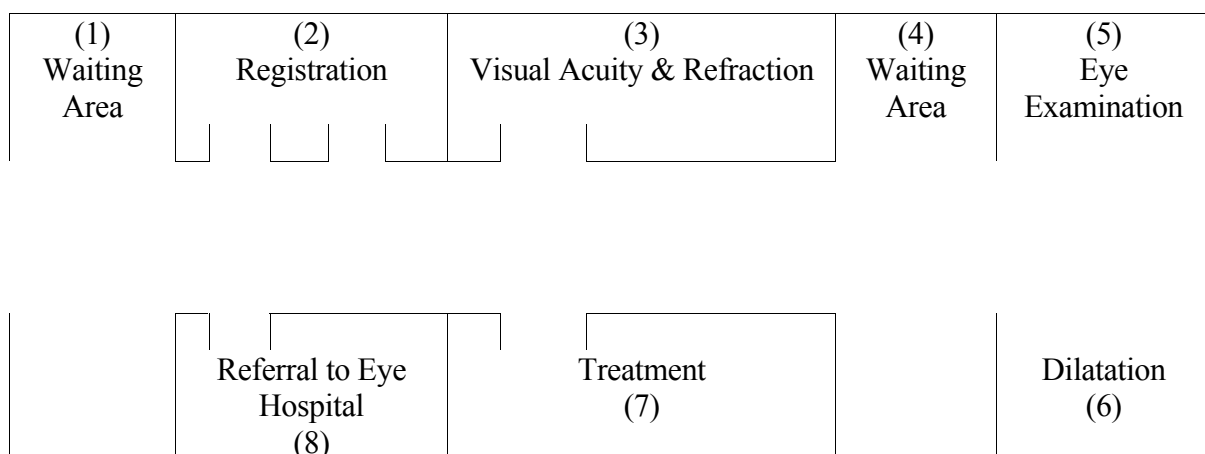 (1)
Waiting
Area
(2)
Registration
(3)
Visual Acuity & Refraction
(4)
Waiting
Area
(5)
Eye
Examination
Referral to Eye
Hospital
(8)
Treatment
(7)
Dilatation
(6)